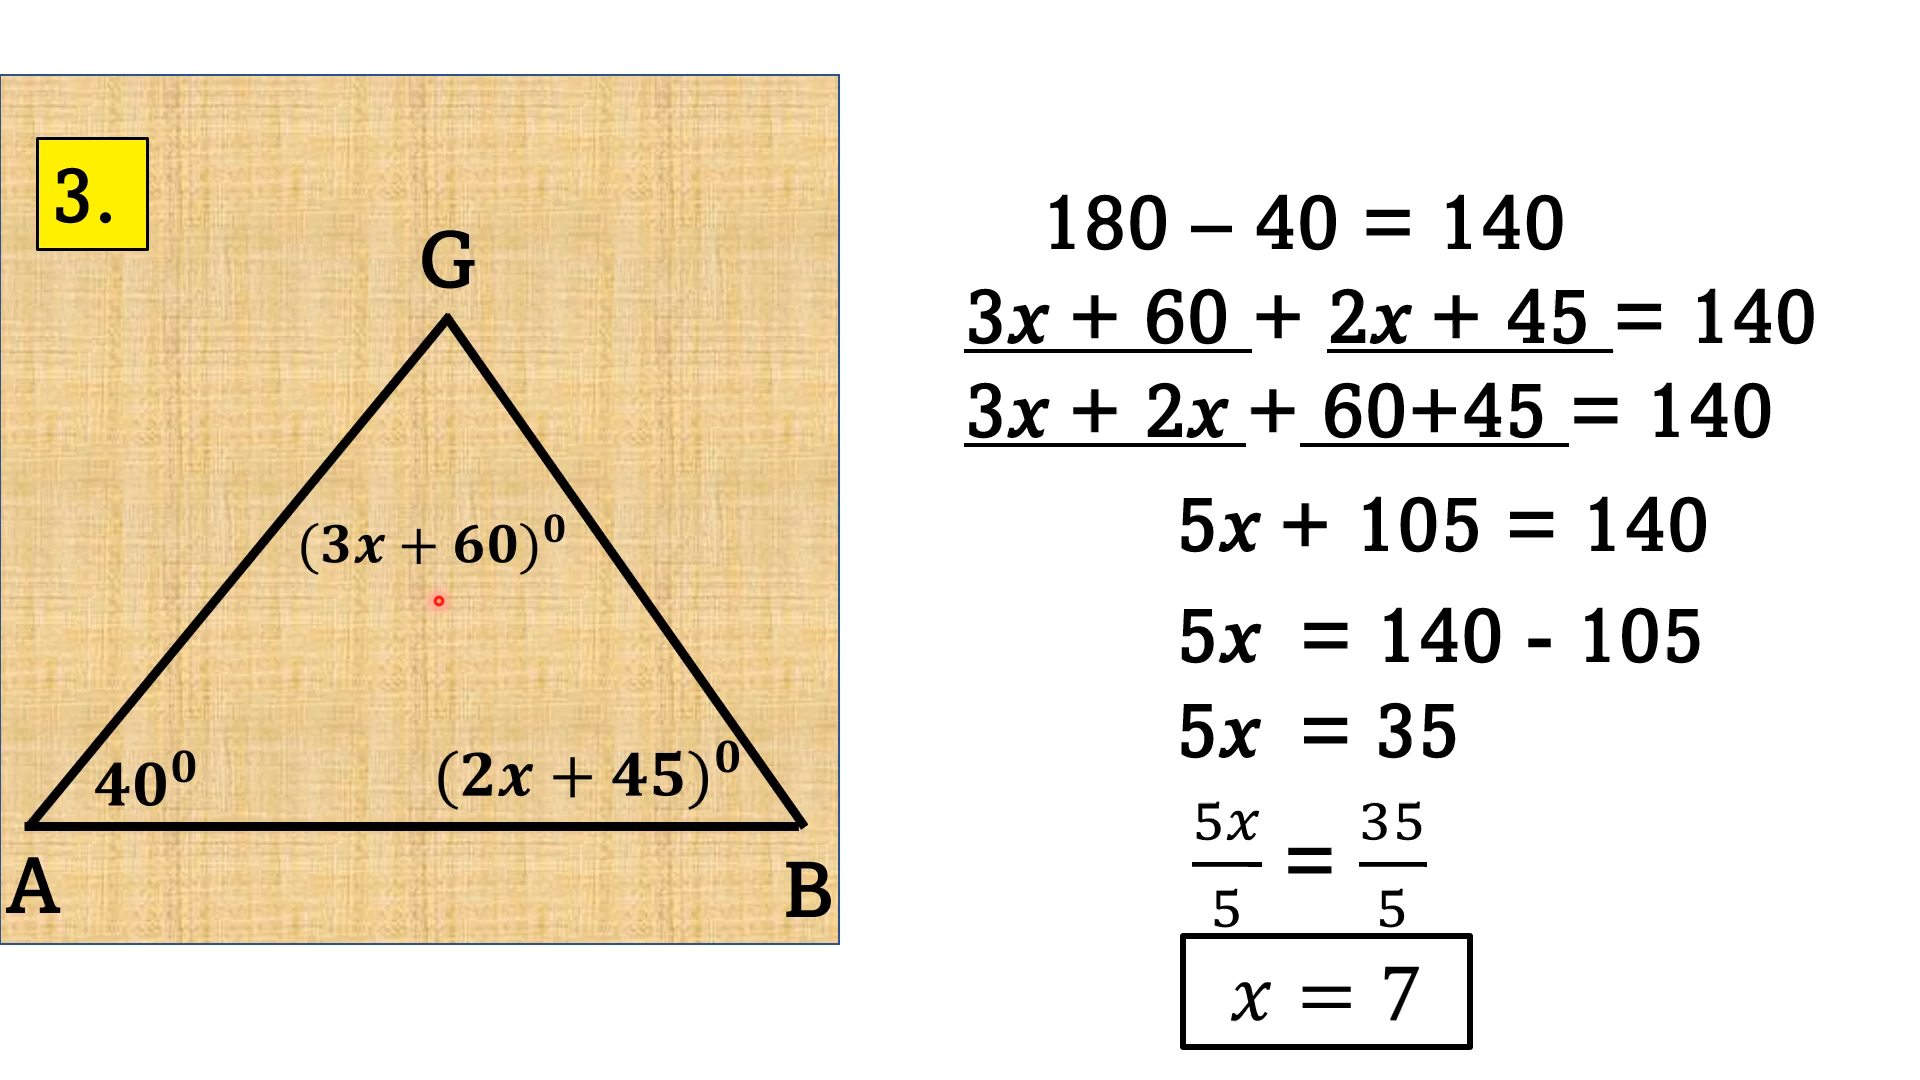 3.
G
(3x + 60)⁰
40⁰
(2x + 45)⁰
A
B
180 – 40 = 140
3x + 60 + 2x + 45 = 140
3x + 2x + 60+45 = 140
5x + 105 = 140
5x = 140 - 105
5x = 35
5x/5 = 35/5
x = 7